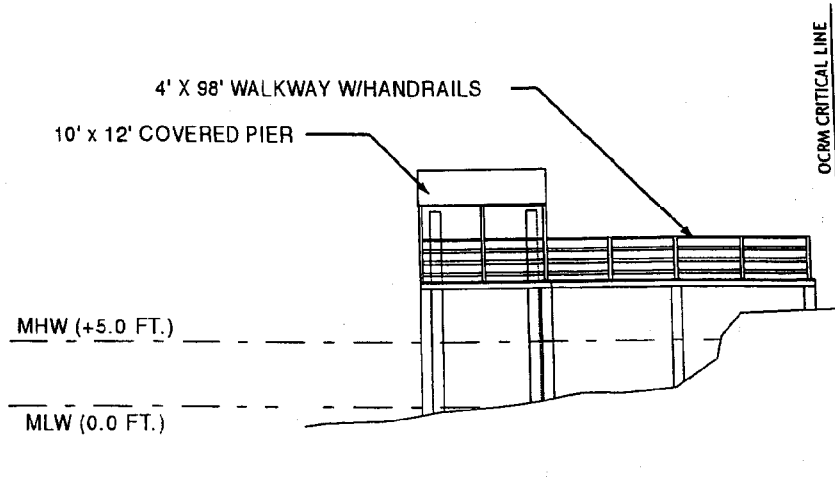 OCRM CRITICAL LINE
4' X 98' WALKWAY W/HANDRAILS
10' x 12' COVERED PIER
MHW (+5.0 FT.)
MLW (0.0 FT.)